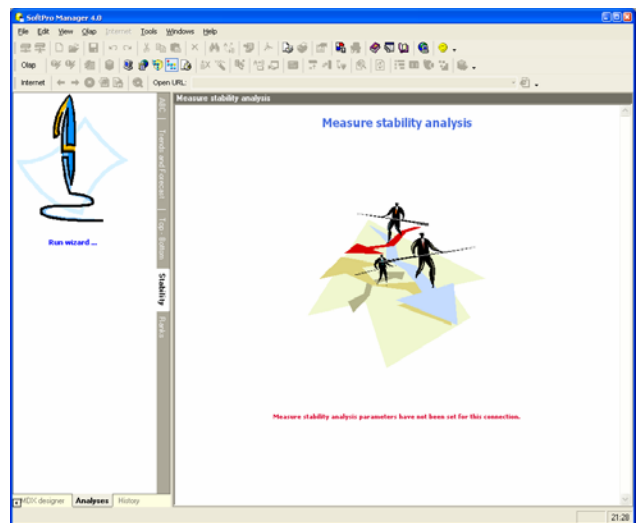 SoftPro Manager 4.0
File Edit View Olap Internet Tools Windows Help
Olap
Internet Open URL:
Measure stability analysis
Measure stability analysis
ABC
Trends and Forecast
Top - Bottom
Stability
Ranks
Run wizard ...
Measure stability analysis parameters have not been set for this connection.
MDX designer Analyses History
21:28